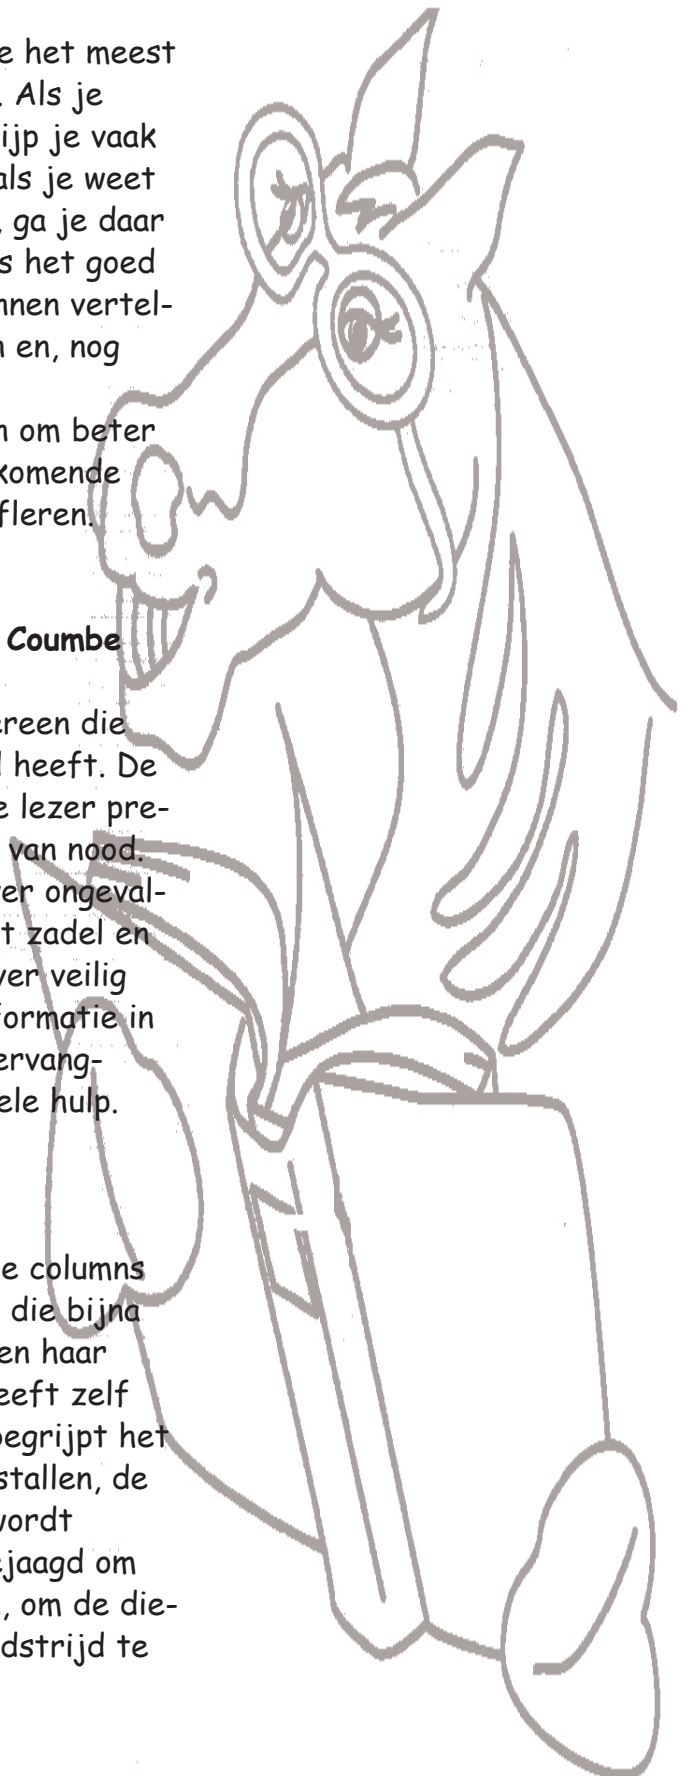 e het meest
. Als je
ijp je vaak
als je weet
, ga je daar
s het goed
nnen vertel-
n en, nog
n om beter
komende
fleren.
Coumbe
ereen die
l heeft. De
e lezer pre-
van nood.
er ongeval-
t zadel en
ver veilig
formatie in
ervang-
ele hulp.
e columns
die bijna
en haar
eeft zelf
begrijpt het
stallen, de
wordt
ejaagd om
, om de die-
dstrijd te